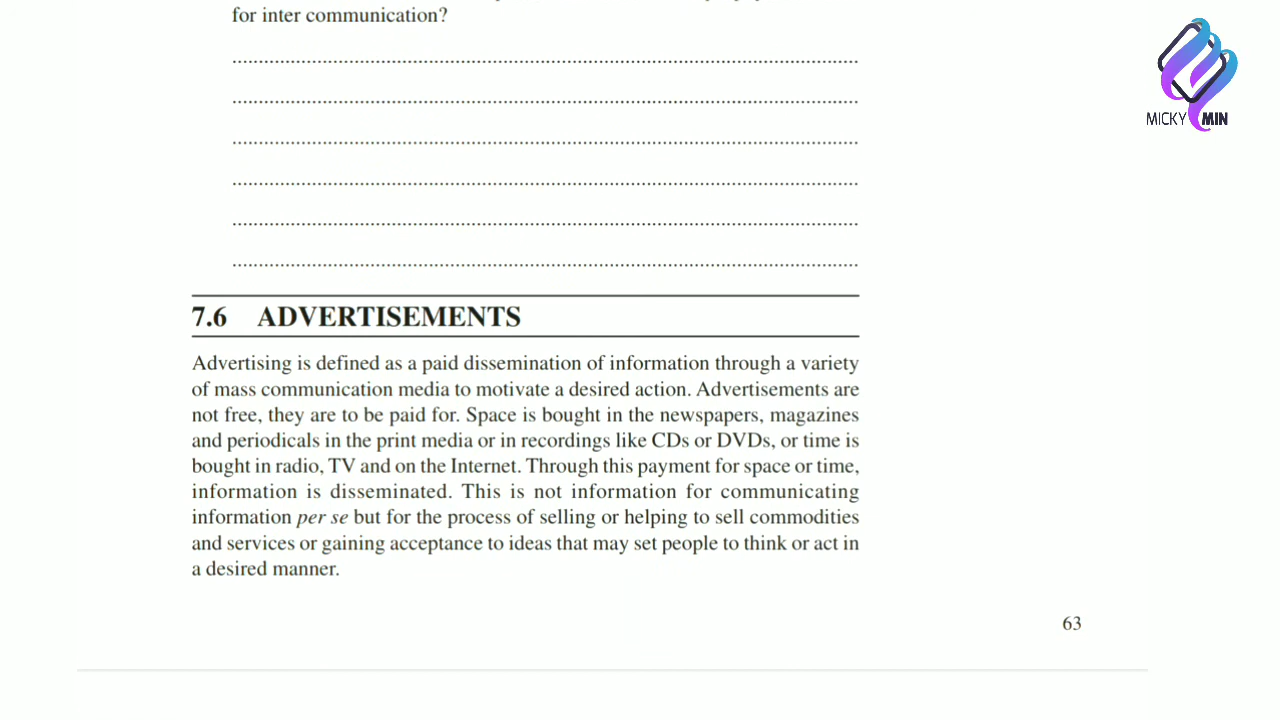 for inter communication?
MICKY MIN
...............................................................................................................................
...............................................................................................................................
...............................................................................................................................
...............................................................................................................................
...............................................................................................................................
...............................................................................................................................
7.6 ADVERTISEMENTS
Advertising is defined as a paid dissemination of information through a variety
of mass communication media to motivate a desired action. Advertisements are
not free, they are to be paid for. Space is bought in the newspapers, magazines
and periodicals in the print media or in recordings like CDs or DVDs, or time is
bought in radio, TV and on the Internet. Through this payment for space or time,
information is disseminated. This is not information for communicating
information per se but for the process of selling or helping to sell commodities
and services or gaining acceptance to ideas that may set people to think or act in
a desired manner.
63